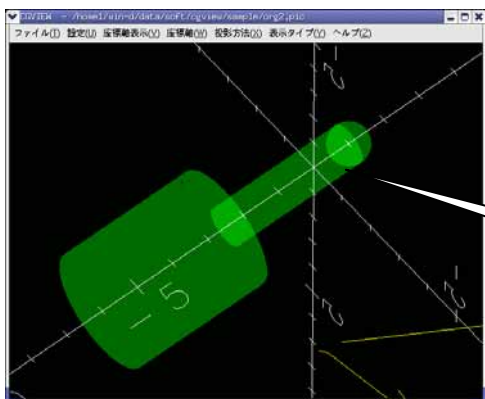 CGVIEW - /home1/ein-d/data/soft/cgview/sample/org2.pic
ファイル(I) 設定(U) 座標軸表示(V) 座標軸(W) 投影方法(X) 表示タイプ(Y) ヘルプ(Z)
-5